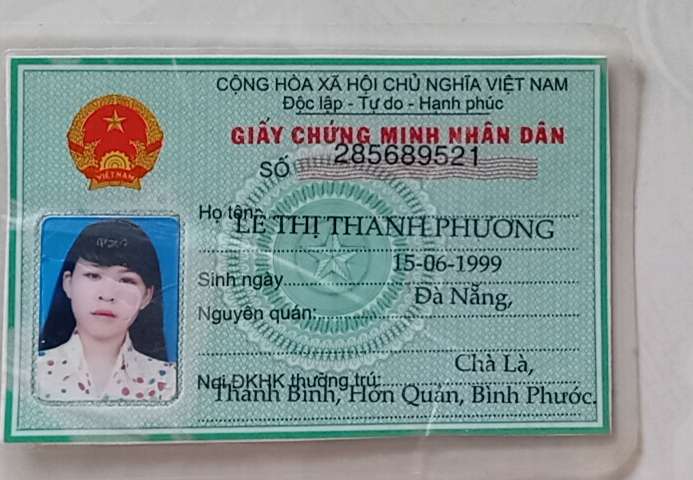 CỘNG HÒA XÃ HỘI CHỦ NGHĨA VIỆT NAM
Độc lập - Tự do - Hạnh phúc
GIẤY CHỨNG MINH NHÂN DÂN
SỐ 285689521
VIỆT NAM
Họ tên: LÊ THỊ THANH PHƯƠNG
Sinh ngày 15-06-1999
Nguyên quán: Đà Nẵng,
Chà Là,
Nơi ĐKHK thường trú:
Thanh Bình, Hớn Quản, Bình Phước.